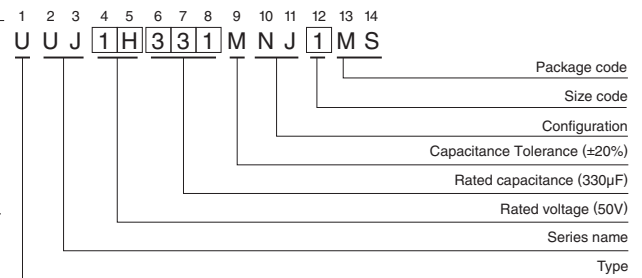 1 2 3 4 5 6 7 8 9 10 11 12 13 14
U U J 1 H 3 3 1 M N J 1 M S
Package code
Size code
Configuration
Capacitance Tolerance (±20%)
Rated capacitance (330µF)
Rated voltage (50V)
Series name
Type